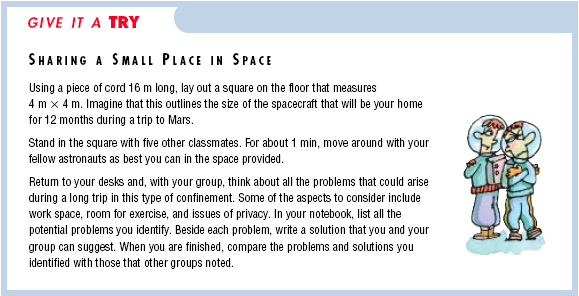 GIVE IT A TRY
SHARING A SMALL PLACE IN SPACE
Using a piece of cord 16 m long, lay out a square on the floor that measures
4 m × 4 m. Imagine that this outlines the size of the spacecraft that will be your home
for 12 months during a trip to Mars.
Stand in the square with five other classmates. For about 1 min, move around with your
fellow astronauts as best you can in the space provided.
Return to your desks and, with your group, think about all the problems that could arise
during a long trip in this type of confinement. Some of the aspects to consider include
work space, room for exercise, and issues of privacy. In your notebook, list all the
potential problems you identify. Beside each problem, write a solution that you and your
group can suggest. When you are finished, compare the problems and solutions you
identified with those that other groups noted.